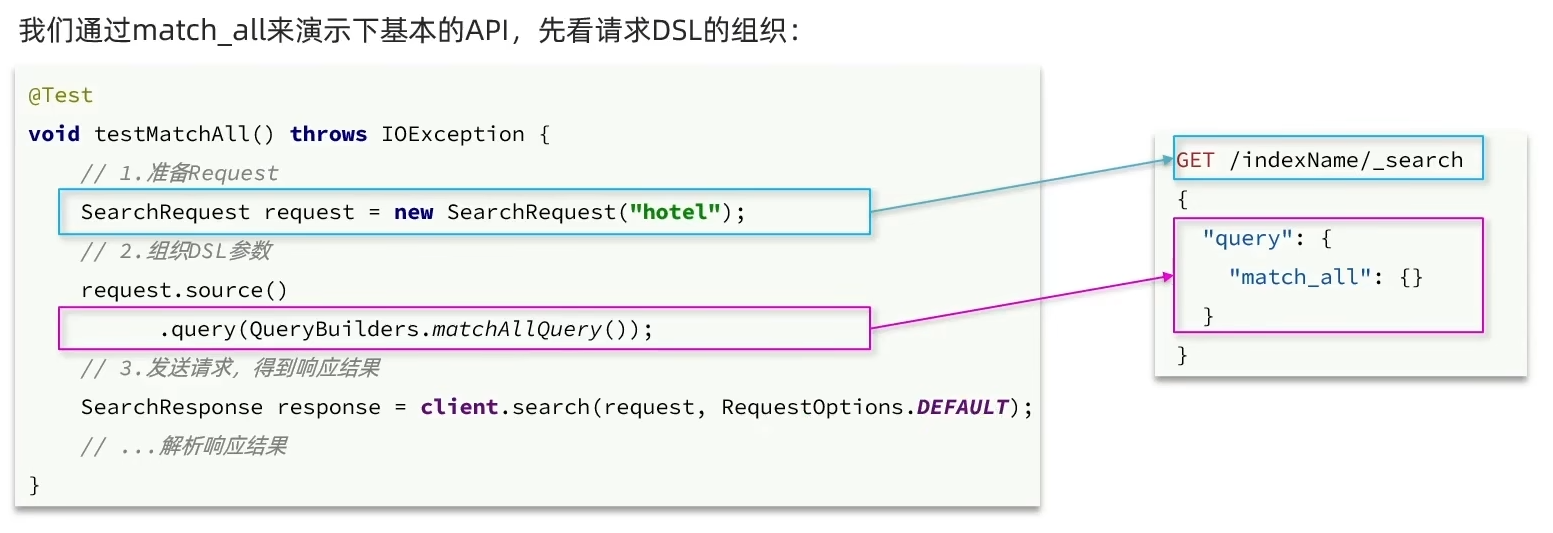 我们通过match_all来演示下基本的API，先看请求DSL的组织：
@Test
void testMatchAll() throws IOException {
// 1.准备Request
SearchRequest request = new SearchRequest("hotel");
// 2.组织DSL参数
request.source()
.query(QueryBuilders.matchAllQuery());
// 3.发送请求，得到响应结果
SearchResponse response = client.search(request, RequestOptions.DEFAULT);
// ...解析响应结果
}
GET /indexName/_search
{
"query": {
"match_all": {}
}
}